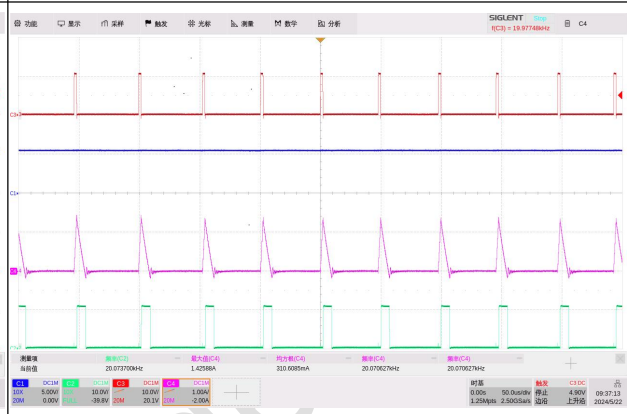 功能 显示 采样 触发 光标 测量 数学 分析
SIGLENT Stop
f(C3) = 19.97748kHz
C4
C3
C1
C4
C2
测量项 频率(C2) 最大值(C4) 均方根(C4) 频率(C4) 频率(C4)
当前值 20.073700kHz 1.42588A 310.6085mA 20.070627kHz 20.070627kHz
C1 DC1M C2 DC1M C3 DC1M C4 DC1M
10X 5.00V/ 10.0V/ 10.0V/ 1.00A/
20M 0.00V -39.8V 20M 20.1V 20M -2.00A
时基 触发 C3 DC
0.00s 50.0us/div 停止 4.90V 09:37:13
1.25Mpts 2.50GSa/s 边沿 上升沿 2024/5/22